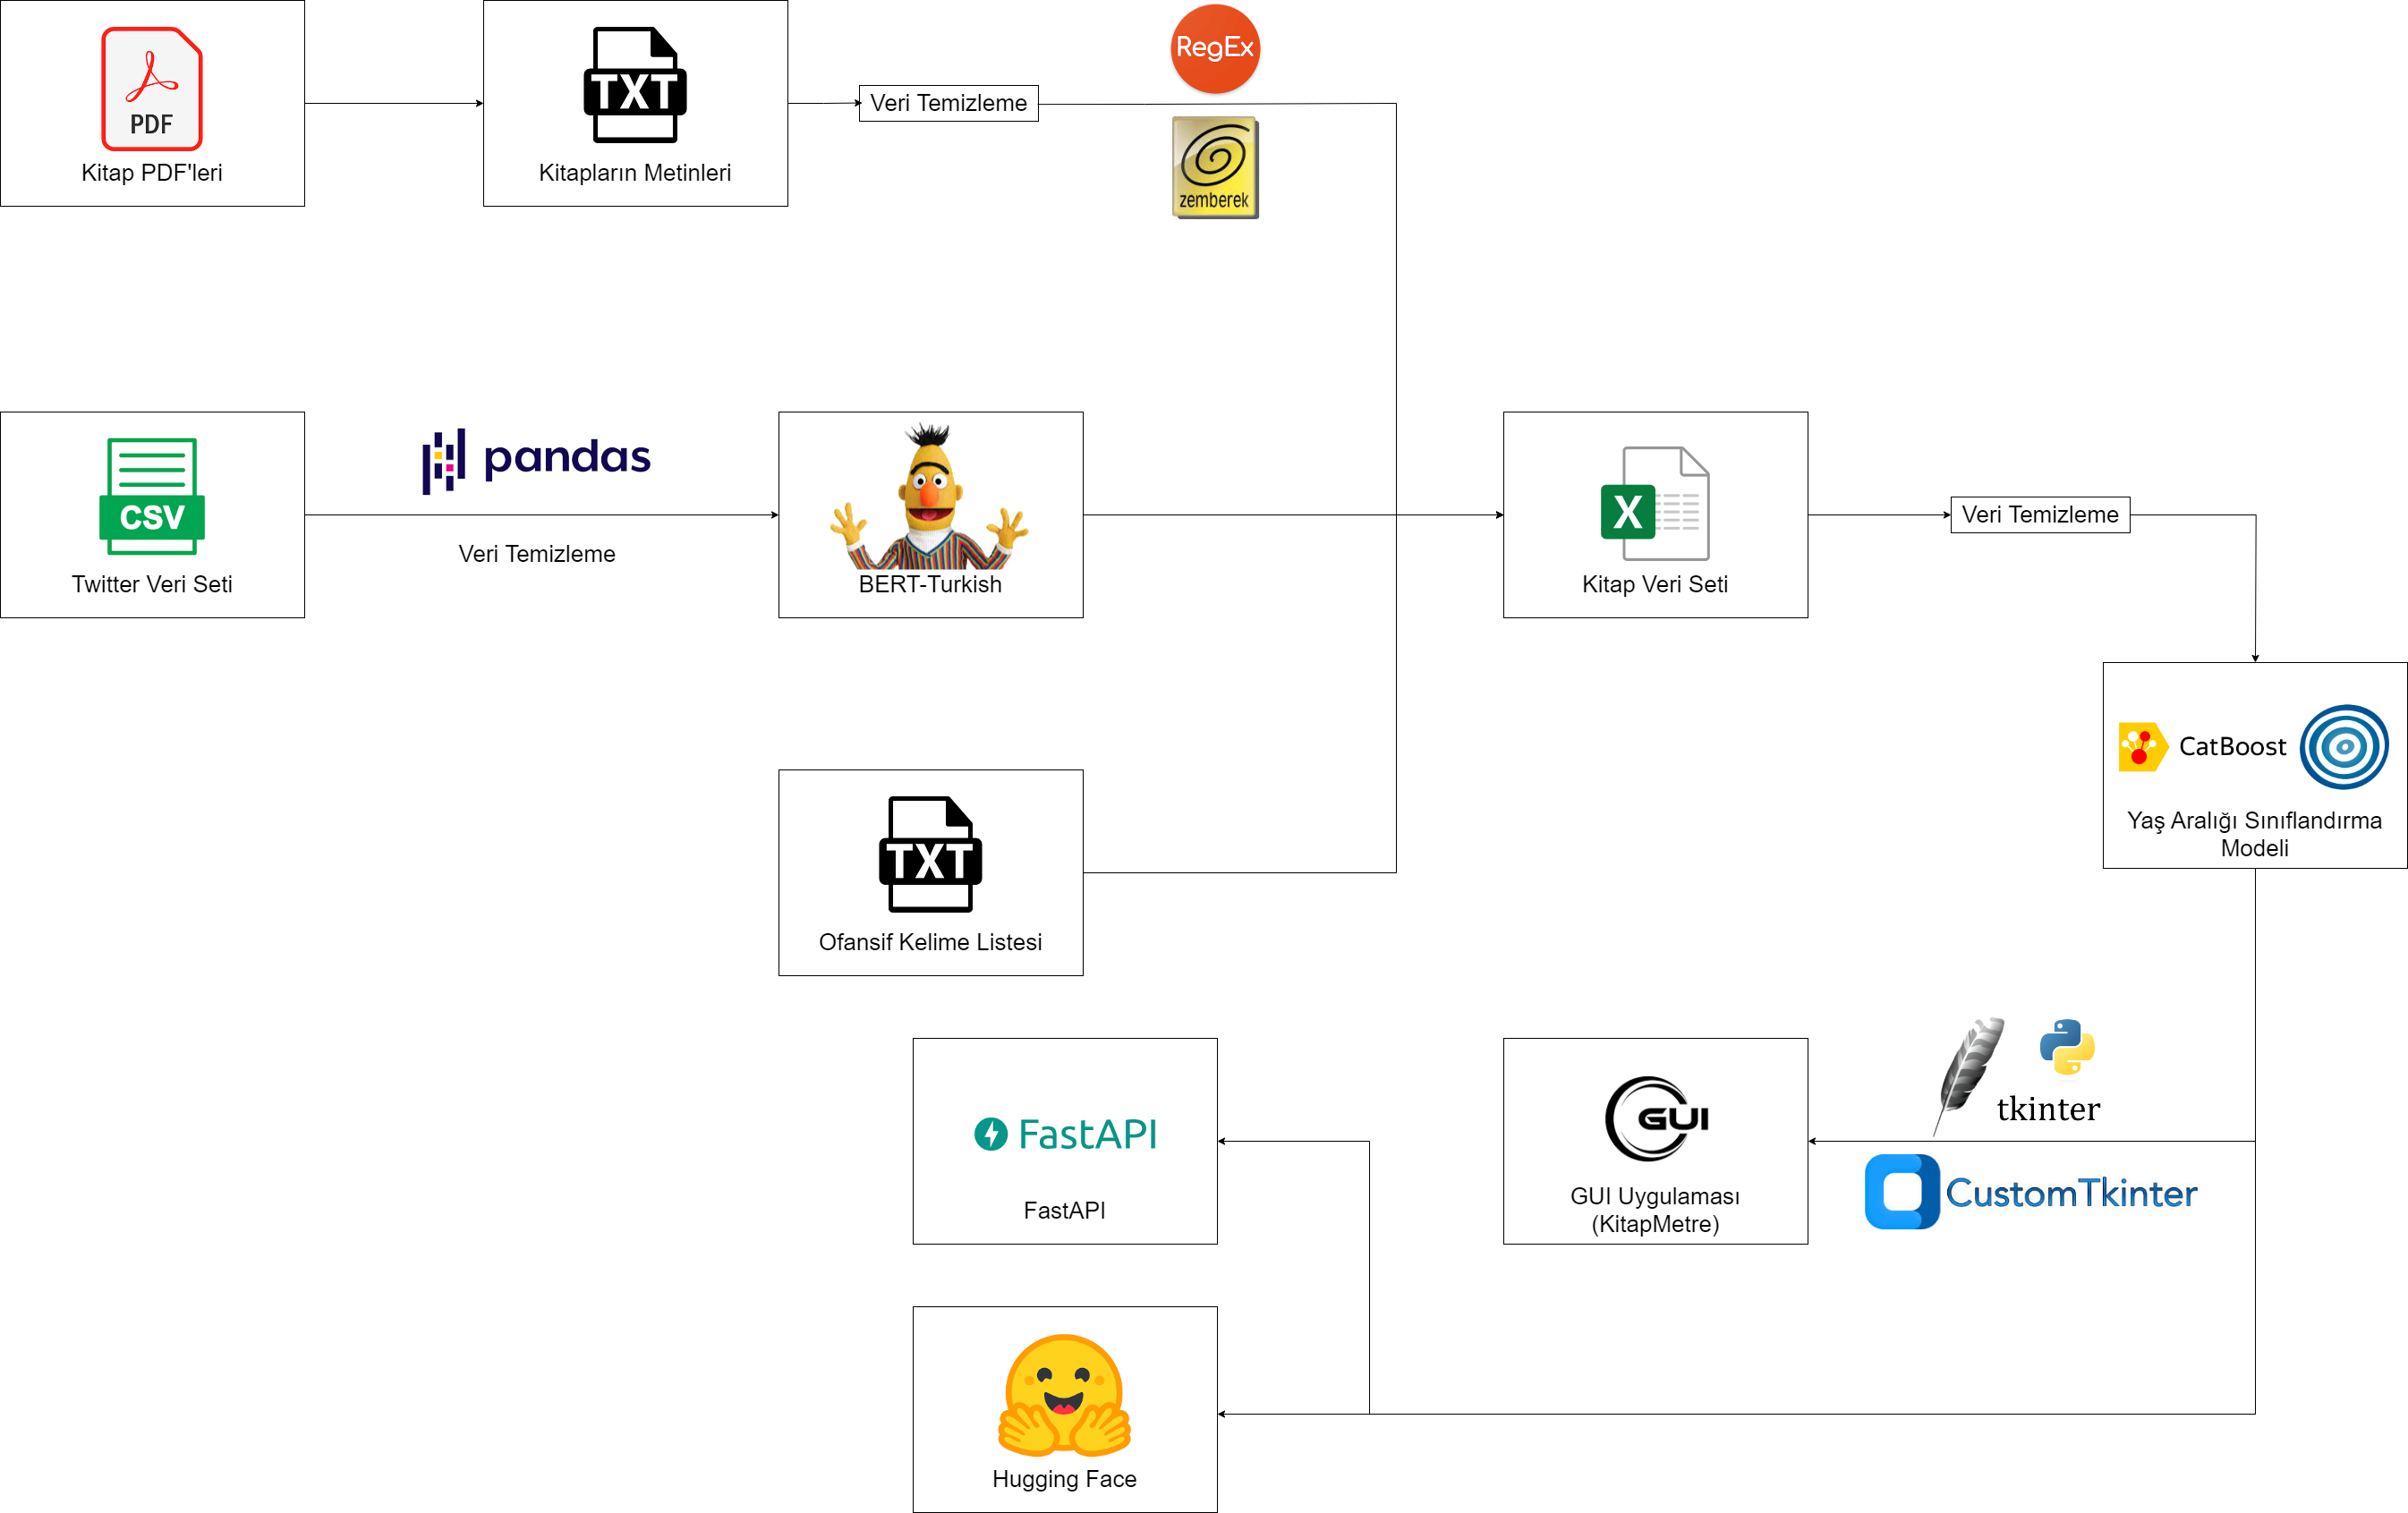 PDF
Kitap PDF'leri
TXT
Kitapların Metinleri
Veri Temizleme
RegEx
zemberek
CSV
Twitter Veri Seti
pandas
Veri Temizleme
BERT-Turkish
X
Kitap Veri Seti
Veri Temizleme
CatBoost
Yaş Aralığı Sınıflandırma
Modeli
TXT
Ofansif Kelime Listesi
FastAPI
FastAPI
GUI
GUI Uygulaması
(KitapMetre)
tkinter
CustomTkinter
Hugging Face